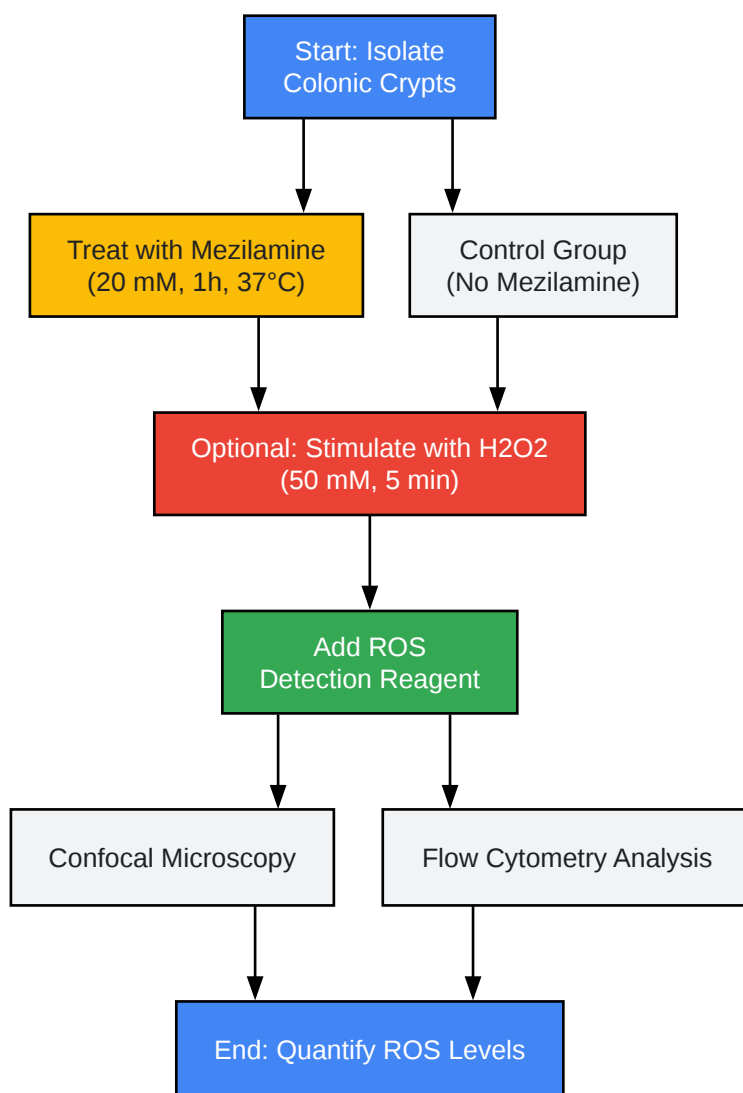 Start: Isolate
Colonic Crypts
Treat with Mezilamine
(20 mM, 1h, 37°C)
Control Group
(No Mezilamine)
Optional: Stimulate with H2O2
(50 mM, 5 min)
Add ROS
Detection Reagent
Confocal Microscopy
Flow Cytometry Analysis
End: Quantify ROS Levels